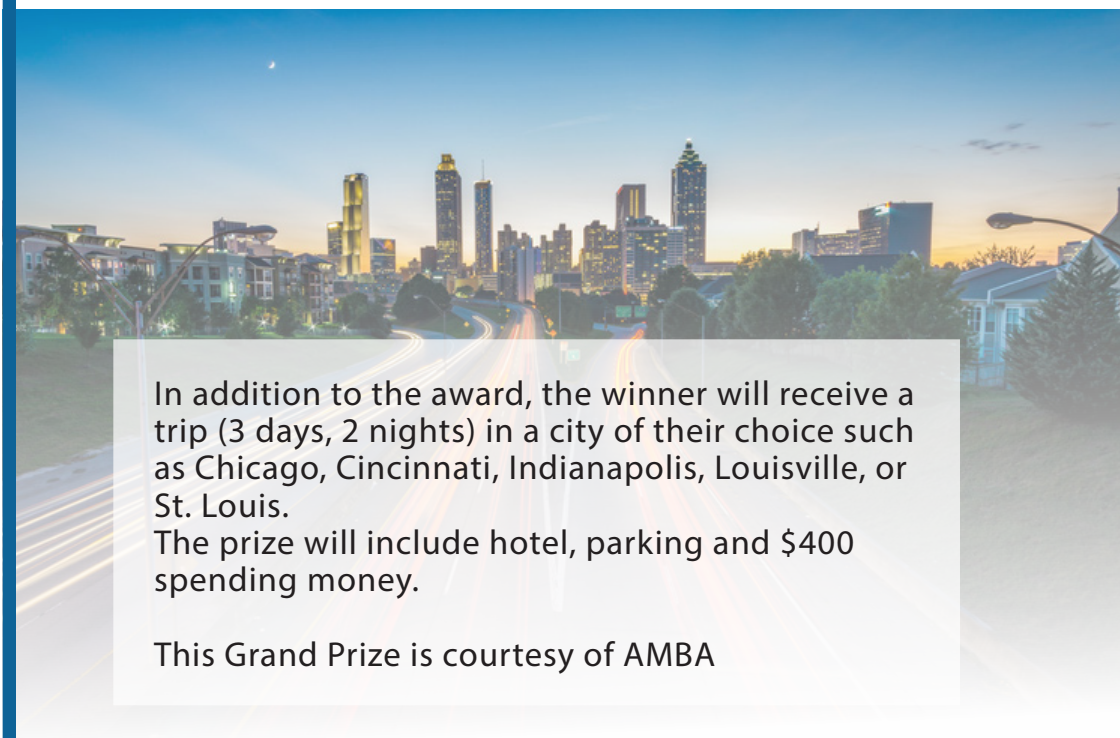 In addition to the award, the winner will receive a
trip (3 days, 2 nights) in a city of their choice such
as Chicago, Cincinnati, Indianapolis, Louisville, or
St. Louis.
The prize will include hotel, parking and $400
spending money.
This Grand Prize is courtesy of AMBA